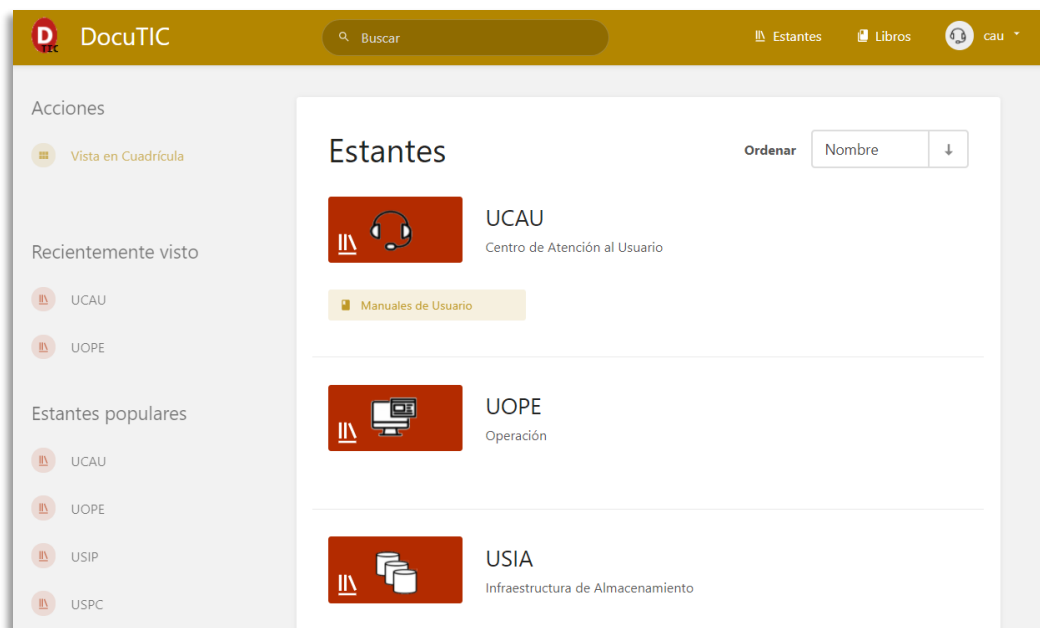 D
TIC
DocuTIC
Buscar
Estantes
Libros
cau
Acciones
Vista en Cuadrícula
Recientemente visto
UCAU
UOPE
Estantes populares
UCAU
UOPE
USIP
USPC
Estantes
Ordenar
Nombre
UCAU
Centro de Atención al Usuario
Manuales de Usuario
UOPE
Operación
USIA
Infraestructura de Almacenamiento